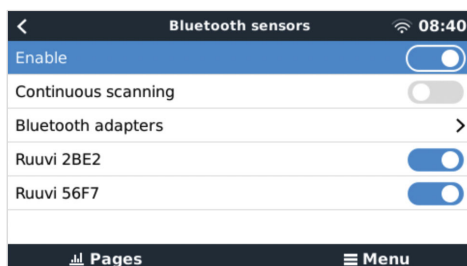 Bluetooth sensors 08:40
Enable
Continuous scanning
Bluetooth adapters
Ruuvi 2BE2
Ruuvi 56F7
Pages Menu